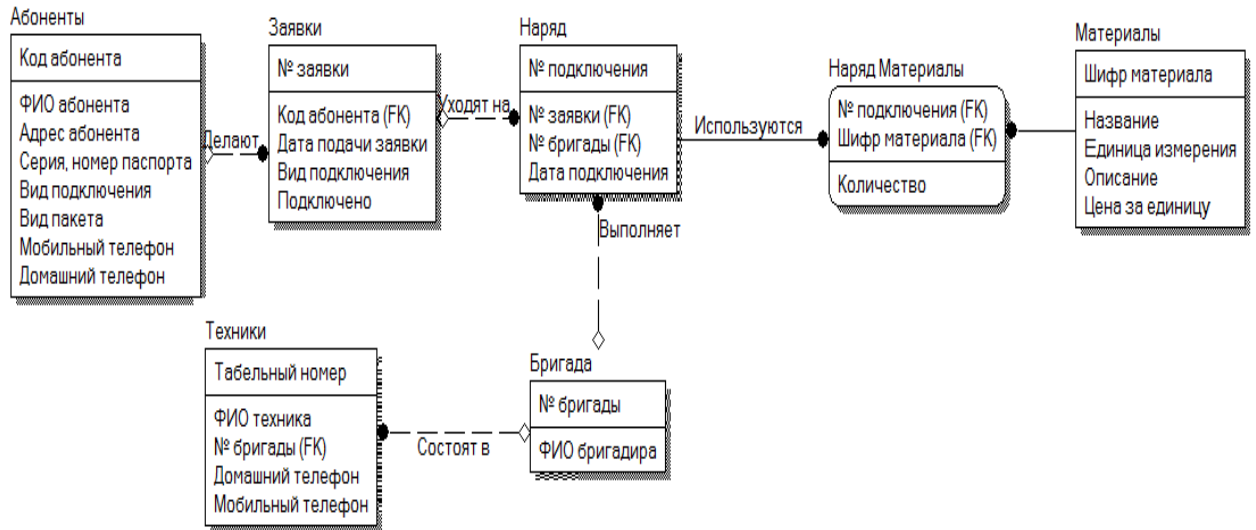 Абоненты
Код абонента
ФИО абонента
Адрес абонента
Серия, номер паспорта
Вид подключения
Вид пакета
Мобильный телефон
Домашний телефон
Делают
Заявки
№ заявки
Код абонента (FK)
Дата подачи заявки
Вид подключения
Подключено
Уходят на
Наряд
№ подключения
№ заявки (FK)
№ бригады (FK)
Дата подключения
Используются
Наряд Материалы
№ подключения (FK)
Шифр материала (FK)
Количество
Материалы
Шифр материала
Название
Единица измерения
Описание
Цена за единицу
Выполняет
Техники
Табельный номер
ФИО техника
№ бригады (FK)
Домашний телефон
Мобильный телефон
Состоят в
Бригада
№ бригады
ФИО бригадира